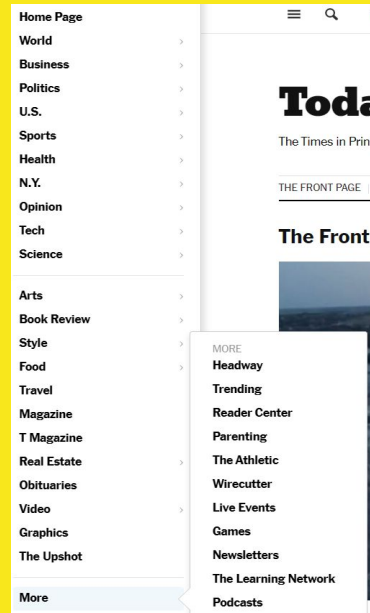 Home Page
World
Business
Politics
U.S.
Sports
Health
N.Y.
Opinion
Tech
Science
Arts
Book Review
Style
Food
Travel
Magazine
T Magazine
Real Estate
Obituaries
Video
Graphics
The Upshot
More
MORE
Headway
Trending
Reader Center
Parenting
The Athletic
Wirecutter
Live Events
Games
Newsletters
The Learning Network
Podcasts
Toda
The Times in Prin
THE FRONT PAGE
The Front